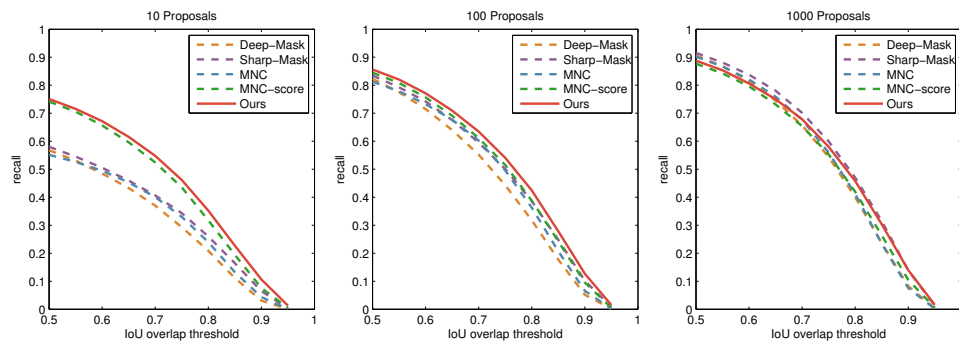 10 Proposals
1
0.9
0.8
0.7
0.6
0.5
0.4
0.3
0.2
0.1
0
recall
0.5 0.6 0.7 0.8 0.9 1
IoU overlap threshold
Deep−Mask
Sharp−Mask
MNC
MNC−score
Ours
100 Proposals
1
0.9
0.8
0.7
0.6
0.5
0.4
0.3
0.2
0.1
0
recall
0.5 0.6 0.7 0.8 0.9 1
IoU overlap threshold
Deep−Mask
Sharp−Mask
MNC
MNC−score
Ours
1000 Proposals
1
0.9
0.8
0.7
0.6
0.5
0.4
0.3
0.2
0.1
0
recall
0.5 0.6 0.7 0.8 0.9 1
IoU overlap threshold
Deep−Mask
Sharp−Mask
MNC
MNC−score
Ours